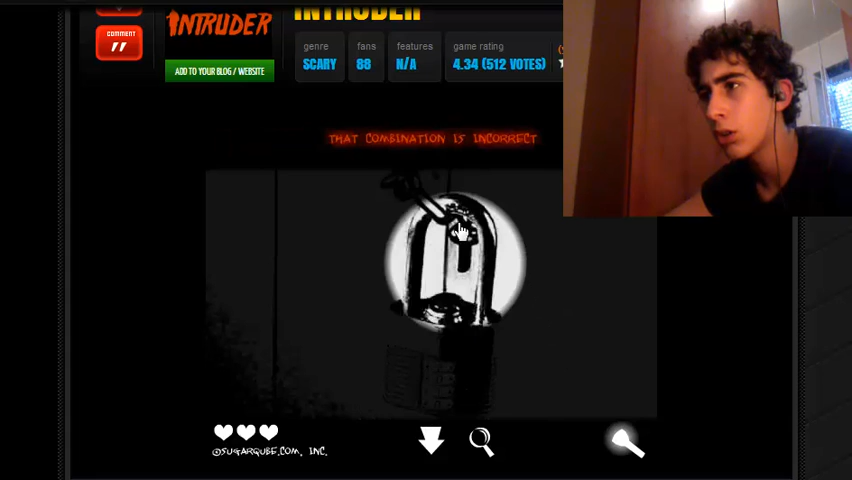 INTRUDER
COMMENT
INTRUDER
ADD TO YOUR BLOG / WEBSITE
genre
SCARY
fans
88
features
N/A
game rating
4.34 (512 VOTES)
THAT COMBINATION IS INCORRECT
@SUGARQUBE.COM, INC.